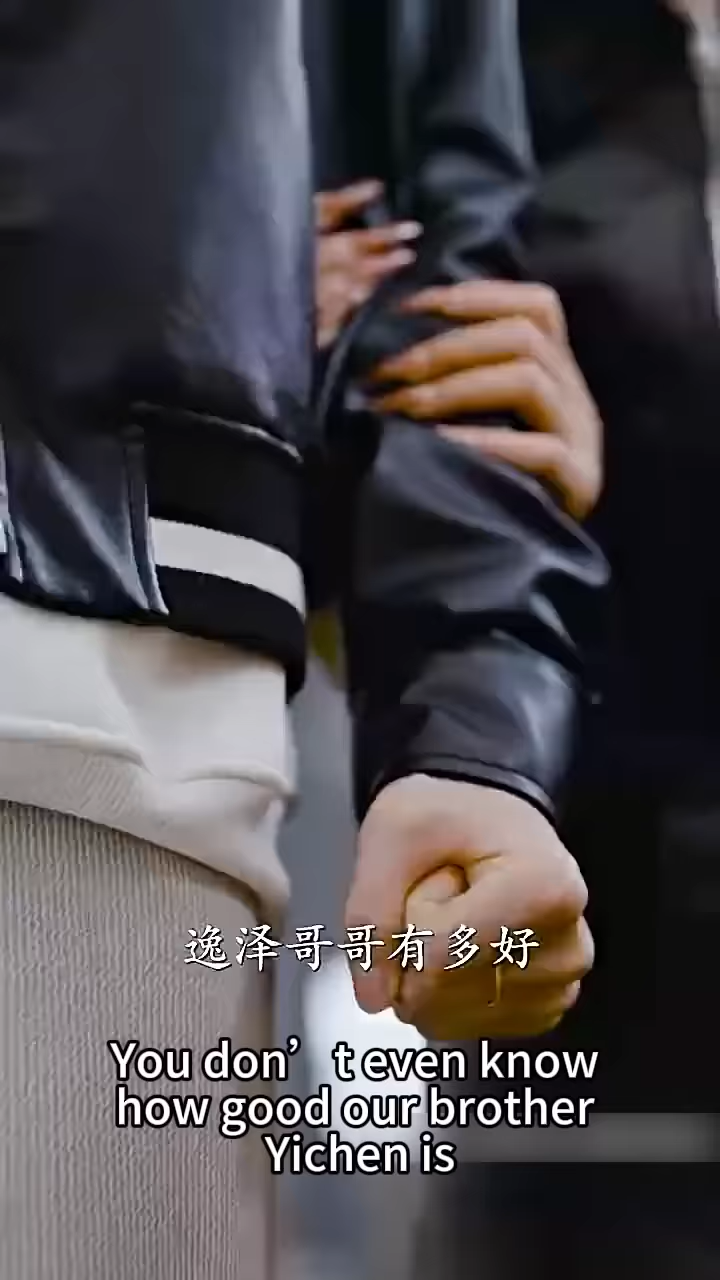 逸泽哥哥有多好
You don’t even know
how good our brother
Yichen is